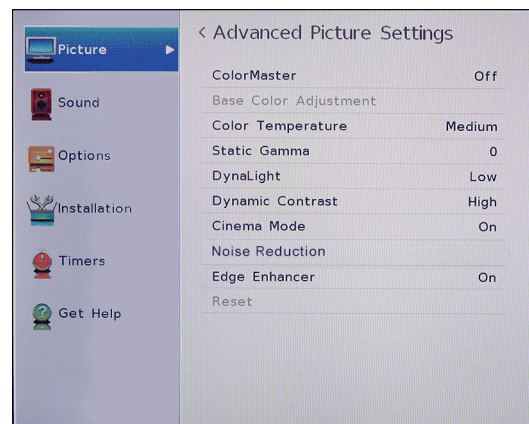 Picture
Sound
Options
Installation
Timers
Get Help
< Advanced Picture Settings
ColorMaster Off
Base Color Adjustment
Color Temperature Medium
Static Gamma 0
DynaLight Low
Dynamic Contrast High
Cinema Mode On
Noise Reduction
Edge Enhancer On
Reset